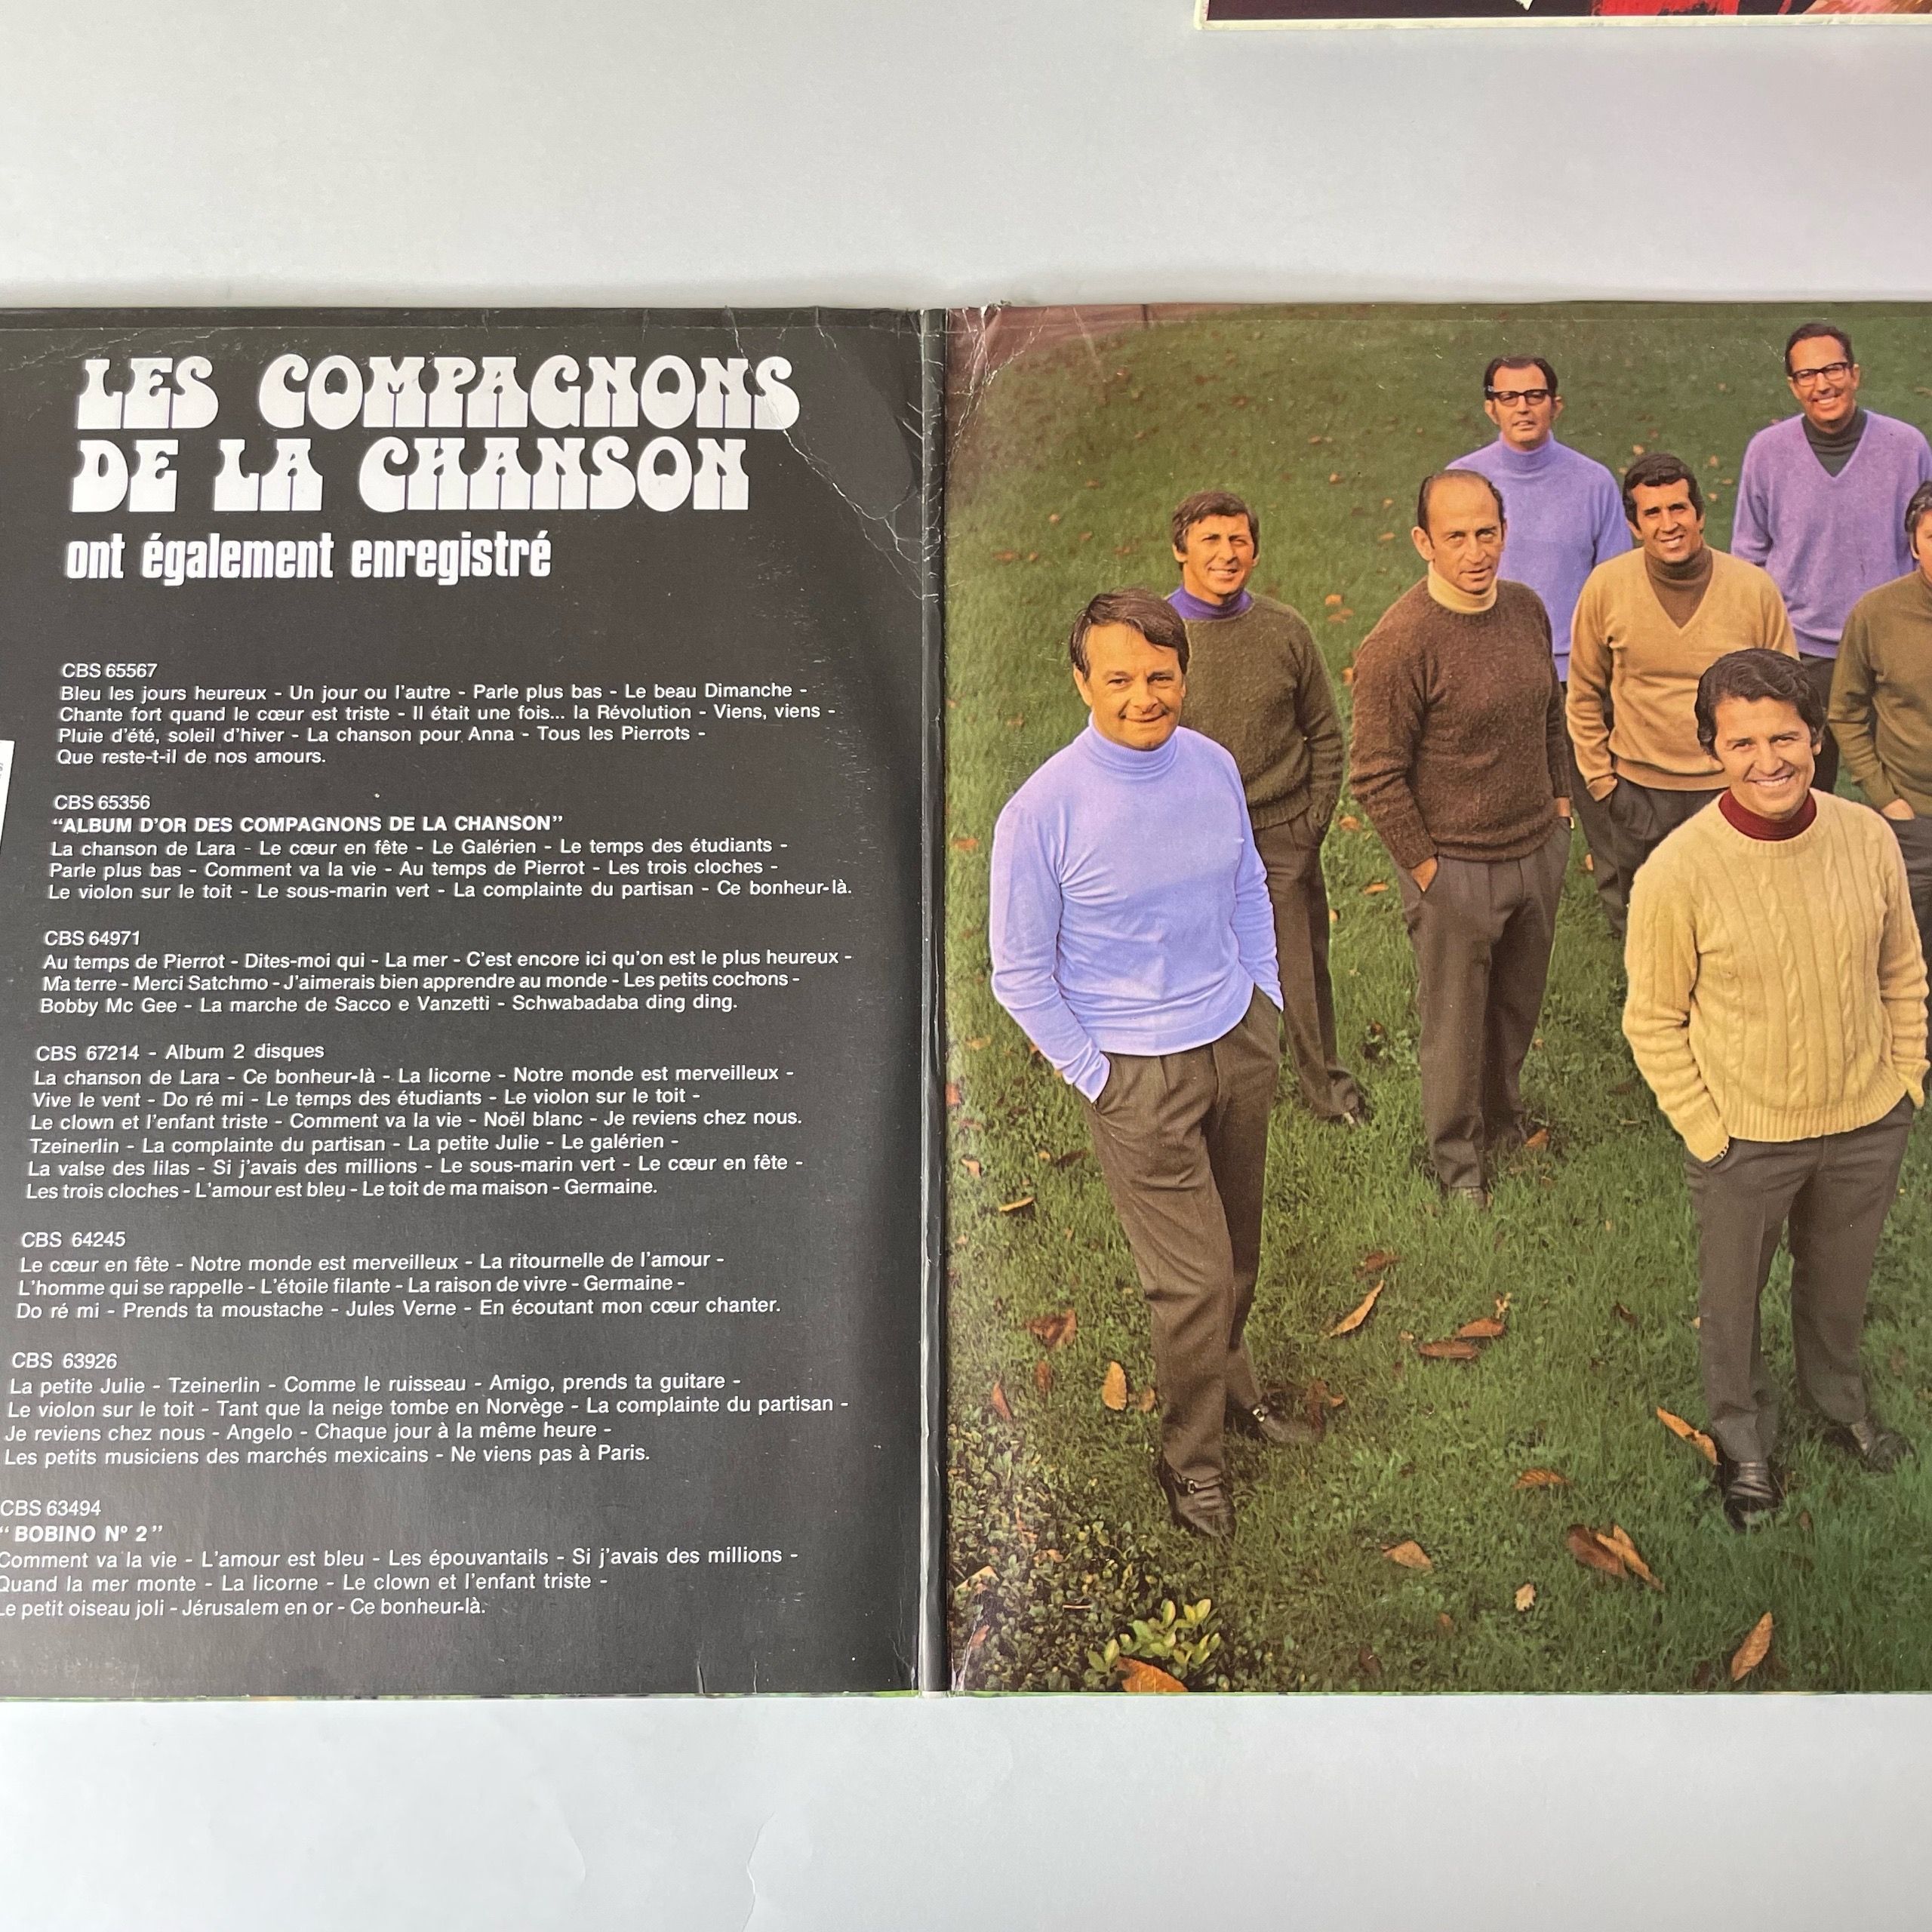 LES COMPAGNONS
DE LA CHANSON
ont également enregistré
CBS 65567
Bleu les jours heureux - Un jour ou l'autre - Parle plus bas - Le beau Dimanche -
Chante fort quand le cœur est triste - Il était une fois... la Révolution - Viens, viens -
Pluie d'été, soleil d'hiver - La chanson pour Anna - Tous les Pierrots -
Que reste-t-il de nos amours.
CBS 65356
"ALBUM D'OR DES COMPAGNONS DE LA CHANSON"
La chanson de Lara - Le cœur en fête - Le Galérien - Le temps des étudiants -
Parle plus bas - Comment va la vie - Au temps de Pierrot - Les trois cloches -
Le violon sur le toit - Le sous-marin vert - La complainte du partisan - Ce bonheur-là.
CBS 64971
Au temps de Pierrot - Dites-moi qui - La mer - C'est encore ici qu'on est le plus heureux -
Ma terre - Merci Satchmo - J'aimerais bien apprendre au monde - Les petits cochons -
Bobby Mc Gee - La marche de Sacco e Vanzetti - Schwabadaba ding ding.
CBS 67214 - Album 2 disques
La chanson de Lara - Ce bonheur-là - La licorne - Notre monde est merveilleux -
Vive le vent - Do ré mi - Le temps des étudiants - Le violon sur le toit -
Le clown et l'enfant triste - Comment va la vie - Noël blanc - Je reviens chez nous.
Tzeinerlin - La complainte du partisan - La petite Julie - Le galérien -
La valse des lilas - Si j'avais des millions - Le sous-marin vert - Le cœur en fête -
Les trois cloches - L'amour est bleu - Le toit de ma maison - Germaine.
CBS 64245
Le cœur en fête - Notre monde est merveilleux - La ritournelle de l'amour -
L'homme qui se rappelle - L'étoile filante - La raison de vivre - Germaine -
Do ré mi - Prends ta moustache - Jules Verne - En écoutant mon cœur chanter.
CBS 63926
La petite Julie - Tzeinerlin - Comme le ruisseau - Amigo, prends ta guitare -
Le violon sur le toit - Tant que la neige tombe en Norvège - La complainte du partisan -
Je reviens chez nous - Angelo - Chaque jour à la même heure -
Les petits musiciens des marchés mexicains - Ne viens pas à Paris.
CBS 63494
"BOBINO N° 2"
Comment va la vie - L'amour est bleu - Les épouvantails - Si j'avais des millions -
Quand la mer monte - La licorne - Le clown et l'enfant triste -
Le petit oiseau joli - Jérusalem en or - Ce bonheur-là.